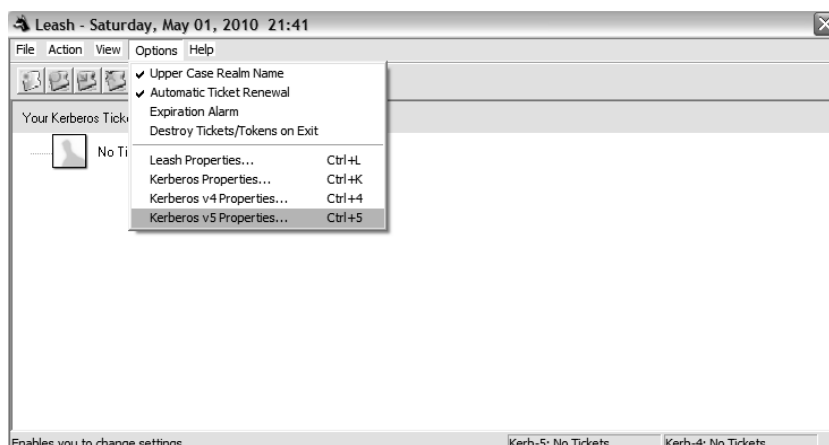 Leash - Saturday, May 01, 2010 21:41
File Action View Options Help
Upper Case Realm Name
Automatic Ticket Renewal
Expiration Alarm
Destroy Tickets/Tokens on Exit
Your Kerberos
No
Leash Properties... Ctrl+L
Kerberos Properties... Ctrl+K
Kerberos v4 Properties... Ctrl+4
Kerberos v5 Properties... Ctrl+5
Enables you to change settings Kerb-5: No Tickets Kerb-4: No Tickets